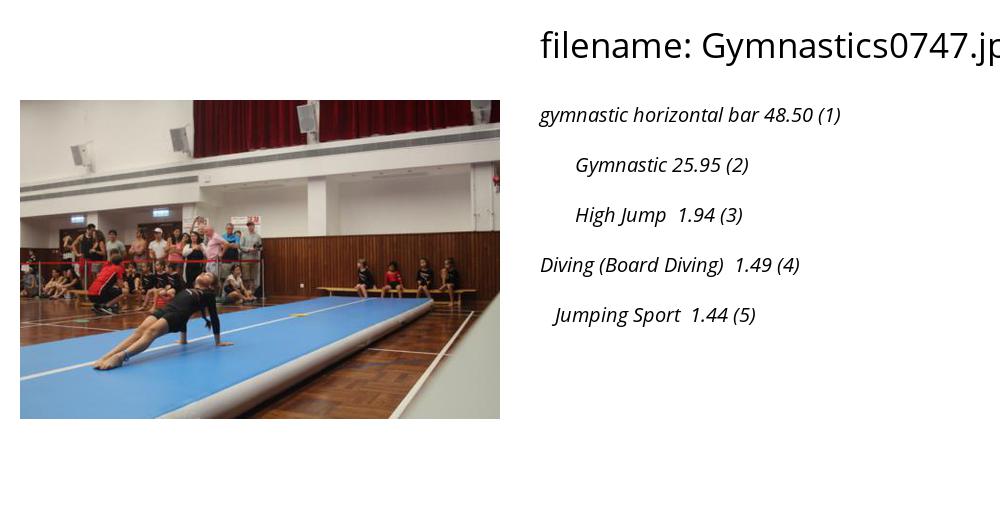 filename: Gymnastics0747.jp
gymnastic horizontal bar 48.50 (1)
Gymnastic 25.95 (2)
High Jump 1.94 (3)
Diving (Board Diving) 1.49 (4)
Jumping Sport 1.44 (5)